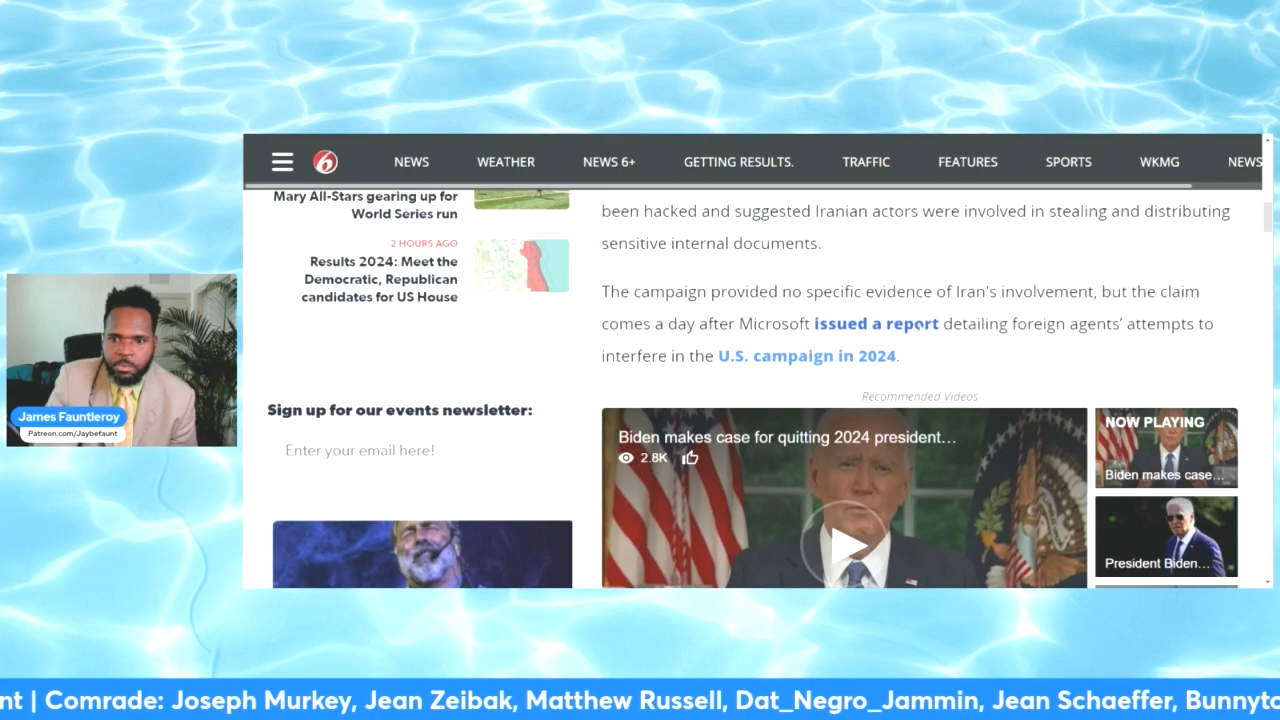 6
NEWS
WEATHER
NEWS 6+
GETTING RESULTS.
TRAFFIC
FEATURES
SPORTS
WKMG
NEWS
Mary All-Stars gearing up for
World Series run
2 HOURS AGO
Results 2024: Meet the
Democratic, Republican
candidates for US House
Sign up for our events newsletter:
Enter your email here!
been hacked and suggested Iranian actors were involved in stealing and distributing
sensitive internal documents.
The campaign provided no specific evidence of Iran's involvement, but the claim
comes a day after Microsoft issued a report detailing foreign agents’ attempts to
interfere in the U.S. campaign in 2024.
Recommended Videos
Biden makes case for quitting 2024 president…
2.8K
NOW PLAYING
Biden makes case…
President Biden…
James Fauntleroy
Patreon.com/Jaybefaunt
nt | Comrade: Joseph Murkey, Jean Zeibak, Matthew Russell, Dat_Negro_Jammin, Jean Schaeffer, Bunnyto